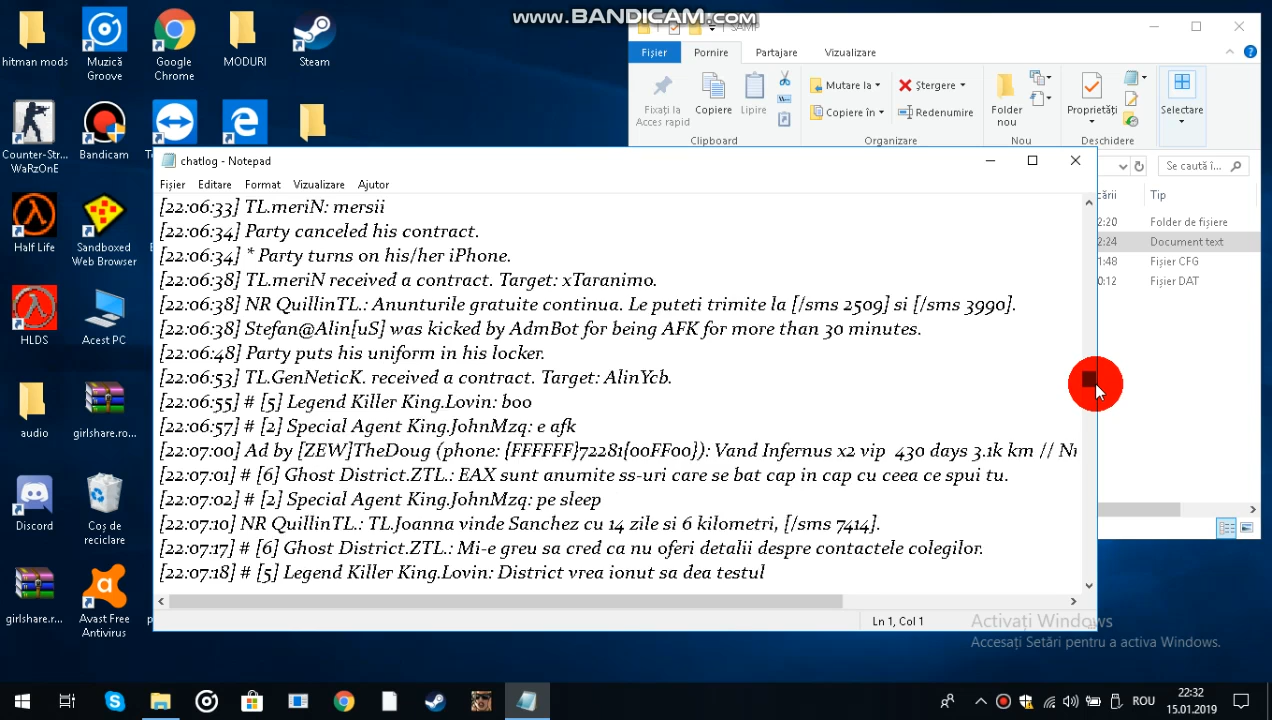 www.BANDICAM.com
hitman mods
Muzică
Groove
Google
Chrome
MODURI
Steam
Counter-Str...
WaRzOnE
Bandicam
Half Life
Sandboxed
Web Browser
HLDS
Acest PC
audio
girlshare.ro...
Discord
Coș de
reciclare
girlshare.r...
Avast Free
Antivirus
SAMP
Fișier
Pornire
Partajare
Vizualizare
Fixați la
Acces rapid
Copiere
Lipire
Mutare la
Copiere în
Ștergere
Redenumire
Folder
nou
Proprietăți
Selectare
Clipboard
Organizare
Nou
Deschidere
Se caută î...
Tip
2:20 Folder de fișiere
2:24 Document text
1:48 Fișier CFG
0:12 Fișier DAT
chatlog - Notepad
Fișier Editare Format Vizualizare Ajutor
[22:06:33] TL.meriN: mersii
[22:06:34] Party canceled his contract.
[22:06:34] * Party turns on his/her iPhone.
[22:06:38] TL.meriN received a contract. Target: xTaranimo.
[22:06:38] NR QuillinTL.: Anunturile gratuite continua. Le puteti trimite la [/sms 2509] si [/sms 3990].
[22:06:38] Stefan@Alin[uS] was kicked by AdmBot for being AFK for more than 30 minutes.
[22:06:48] Party puts his uniform in his locker.
[22:06:53] TL.GenNeticK. received a contract. Target: AlinYcb.
[22:06:55] # [5] Legend Killer King.Lovin: boo
[22:06:57] # [2] Special Agent King.JohnMzq: e afk
[22:07:00] Ad by [ZEW]TheDoug (phone: {FFFFFF}72281{00FF00}): Vand Infernus x2 vip 430 days 3.1k km // Nr
[22:07:01] # [6] Ghost District.ZTL.: EAX sunt anumite ss-uri care se bat cap in cap cu ceea ce spui tu.
[22:07:02] # [2] Special Agent King.JohnMzq: pe sleep
[22:07:10] NR QuillinTL.: TL.Joanna vinde Sanchez cu 14 zile si 6 kilometri, [/sms 7414].
[22:07:17] # [6] Ghost District.ZTL.: Mi-e greu sa cred ca nu oferi detalii despre contactele colegilor.
[22:07:18] # [5] Legend Killer King.Lovin: District vrea ionut sa dea testul
Ln 1, Col 1
Activați Windows
Accesați Setări pentru a activa Windows.
ROU
22:32
15.01.2019